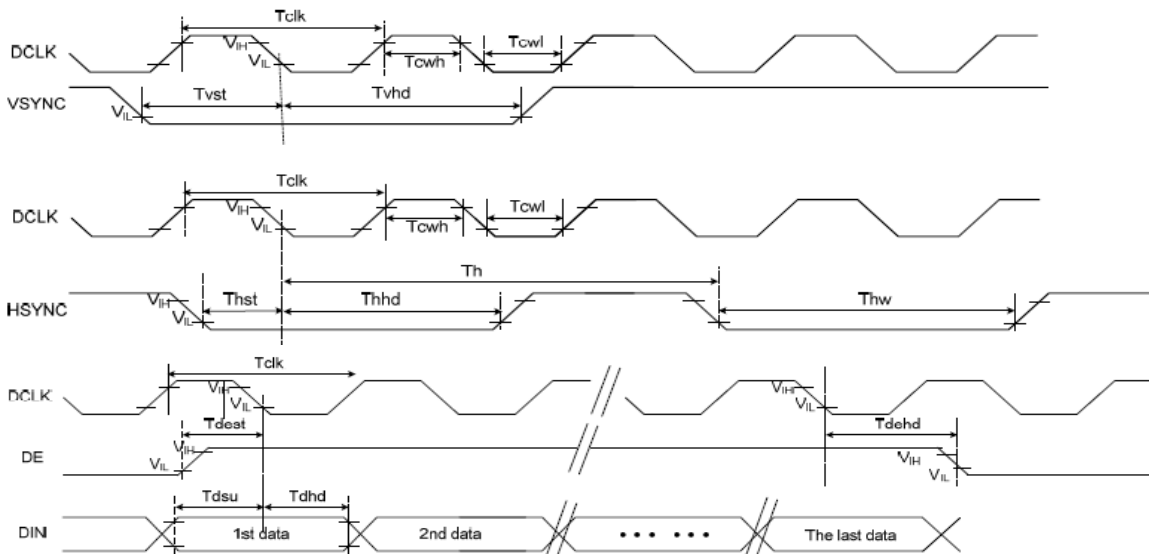 Tclk
DCLK VIH VIL Tcwh Tcwl
VSYNC VIL Tvst Tvhd
Tclk
DCLK VIH VIL Tcwh Tcwl
Th
HSYNC VIH VIL Thst Thhd Thw
Tclk
DCLK VIH VIL VIH VIL
Tdest Tdehd
DE VIL VIH VIH VIL
Tdsu Tdhd
DIN 1st data 2nd data • • • • • • • The last data